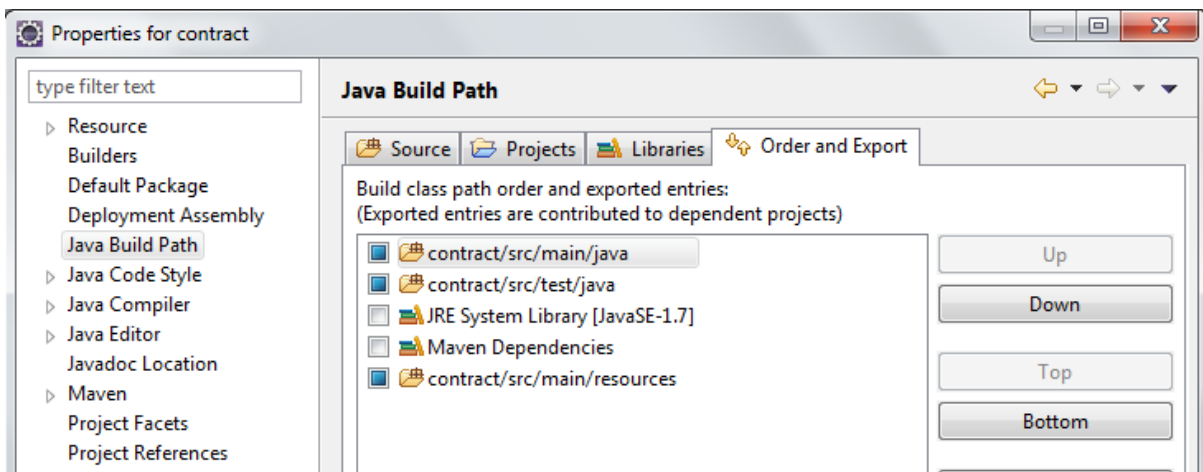 Properties for contract
type filter text
Resource
Builders
Default Package
Deployment Assembly
Java Build Path
Java Code Style
Java Compiler
Java Editor
Javadoc Location
Maven
Project Facets
Project References
Java Build Path
Source Projects Libraries Order and Export
Build class path order and exported entries:
(Exported entries are contributed to dependent projects)
contract/src/main/java
contract/src/test/java
JRE System Library [JavaSE-1.7]
Maven Dependencies
contract/src/main/resources
Up
Down
Top
Bottom